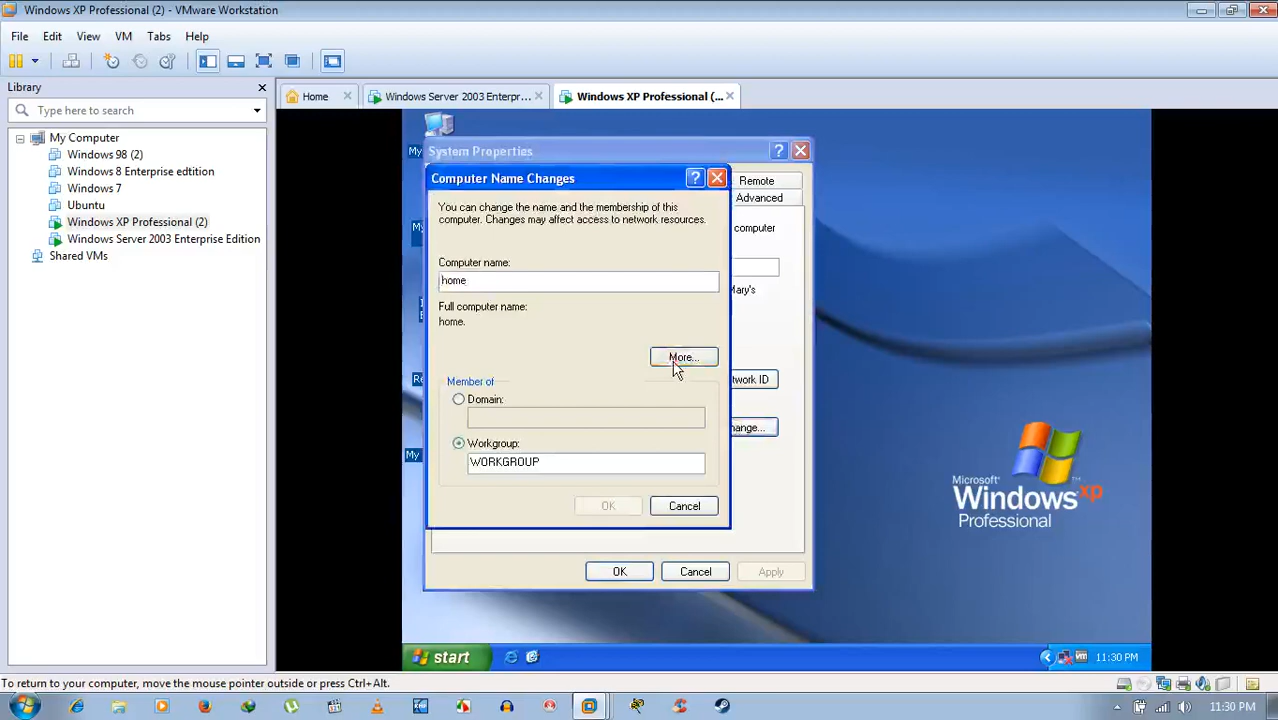 Windows XP Professional (2) - VMware Workstation
File Edit View VM Tabs Help
Library
Type here to search
My Computer
Windows 98 (2)
Windows 8 Enterprise edtition
Windows 7
Ubuntu
Windows XP Professional (2)
Windows Server 2003 Enterprise Edition
Shared VMs
Home
Windows Server 2003 Enterpr...
Windows XP Professional (...
System Properties
Remote
Advanced
computer
Mary's
twork ID
hange...
OK
Cancel
Apply
Computer Name Changes
You can change the name and the membership of this
computer. Changes may affect access to network resources.
Computer name:
home
Full computer name:
home.
More...
Member of
Domain:
Workgroup:
WORKGROUP
OK
Cancel
My
Re
My
Microsoft
Windows xp
Professional
start
11:30 PM
To return to your computer, move the mouse pointer outside or press Ctrl+Alt.
11:30 PM